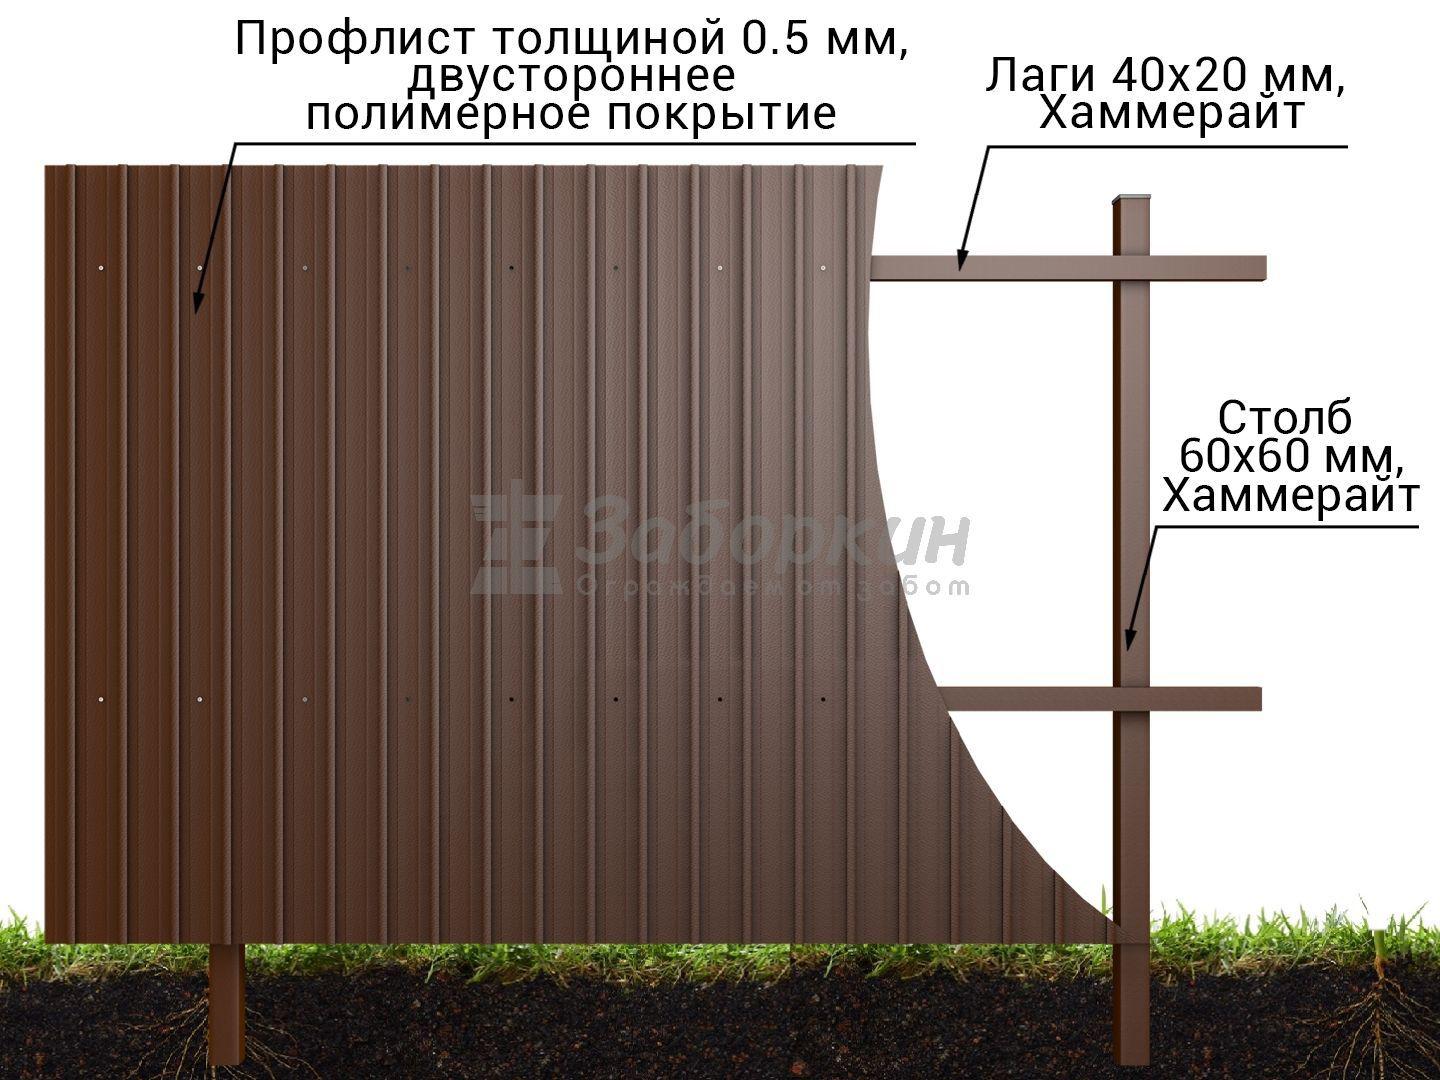 Профлист толщиной 0.5 мм,
двустороннее
полимерное покрытие
Лаги 40х20 мм,
Хаммерайт
Столб
60х60 мм,
Хаммерайт
Заборкин
Ограждаем от забот